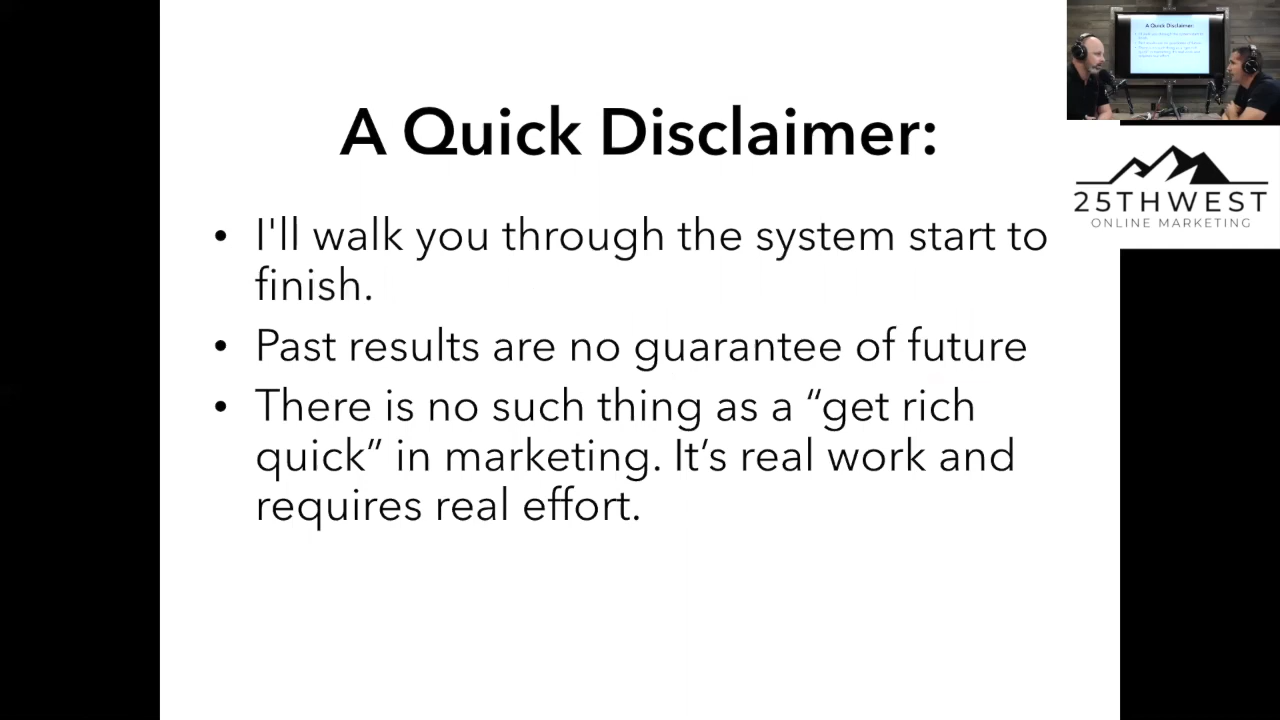 A Quick Disclaimer:
• I'll walk you through the system start to
finish.
• Past results are no guarantee of future
• There is no such thing as a “get rich
quick” in marketing. It’s real work and
requires real effort.
A Quick Disclaimer:
25THWEST
ONLINE MARKETING